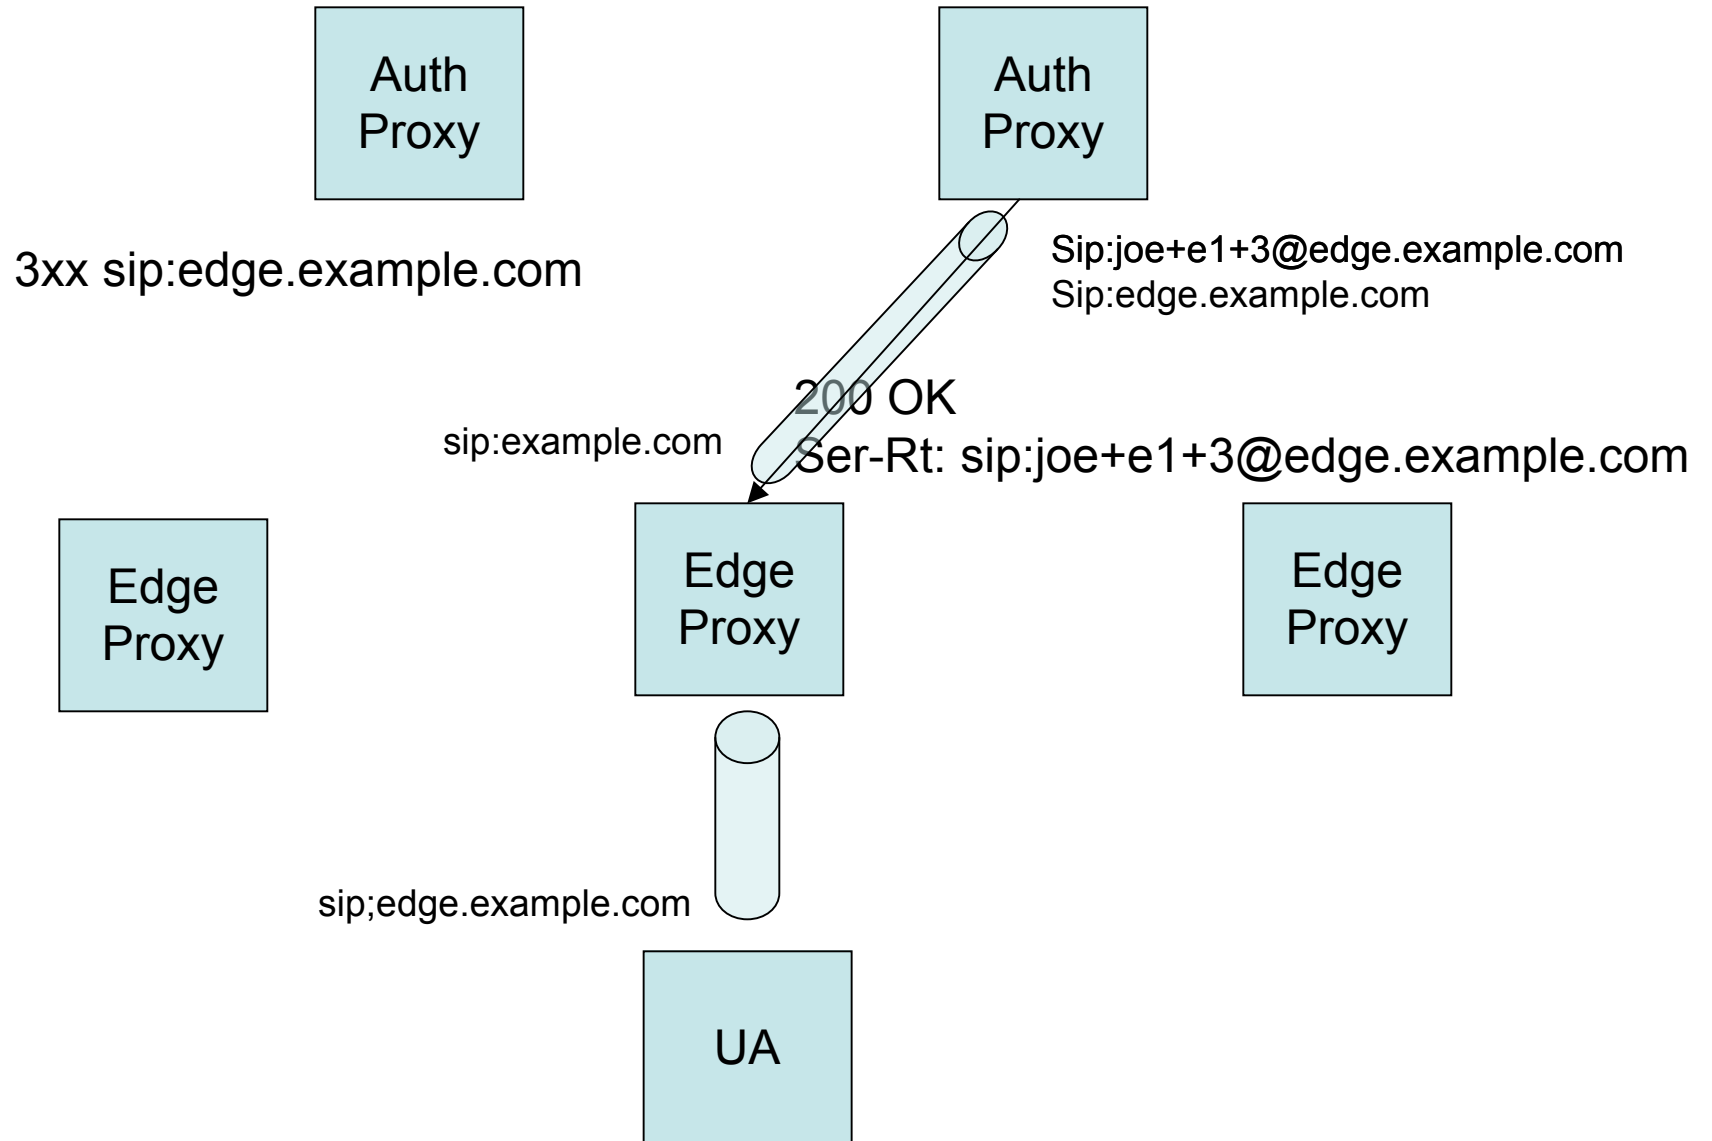 Auth
Proxy
Auth
Proxy
3xx sip:edge.example.com
Sip:joe+e1+3@edge.example.com
Sip:edge.example.com
200 OK
sip:example.com
Ser-Rt: sip:joe+e1+3@edge.example.com
Edge
Proxy
Edge
Proxy
Edge
Proxy
sip;edge.example.com
UA